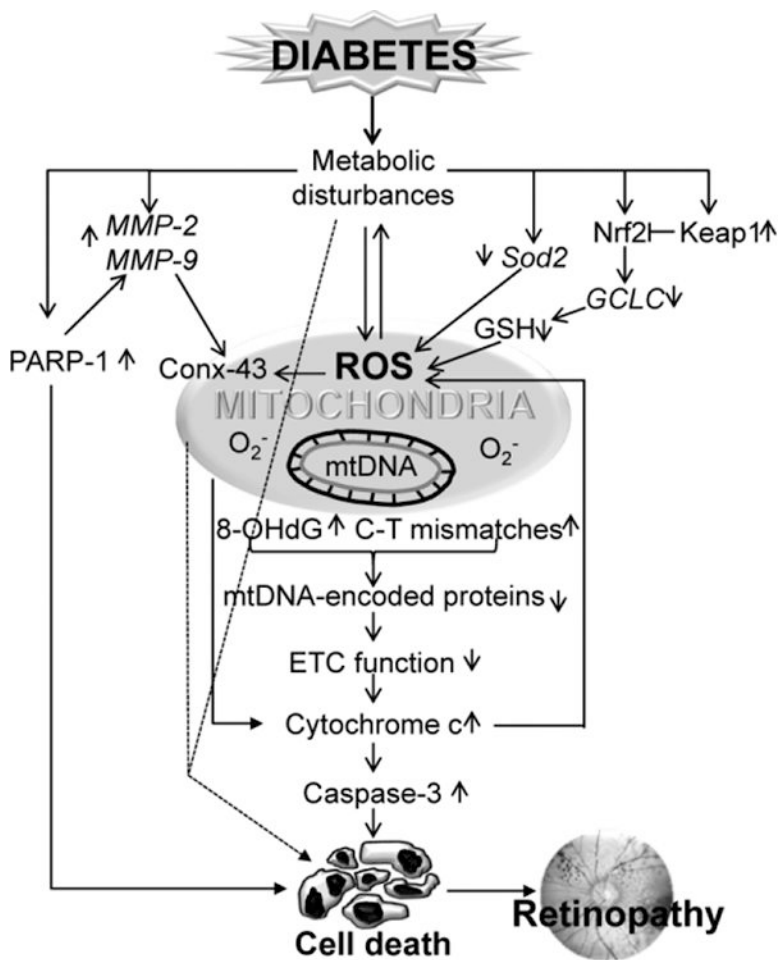 DIABETES
Metabolic
disturbances
↑ MMP-2
MMP-9
↓ Sod2
Nrf2 Keap1↑
GCLC↓
GSH↓
PARP-1 ↑
Conx-43
ROS
MITOCHONDRIA
O₂⁻
mtDNA
O₂⁻
8-OHdG↑ C-T mismatches↑
mtDNA-encoded proteins↓
ETC function ↓
Cytochrome c↑
Caspase-3 ↑
Cell death
Retinopathy